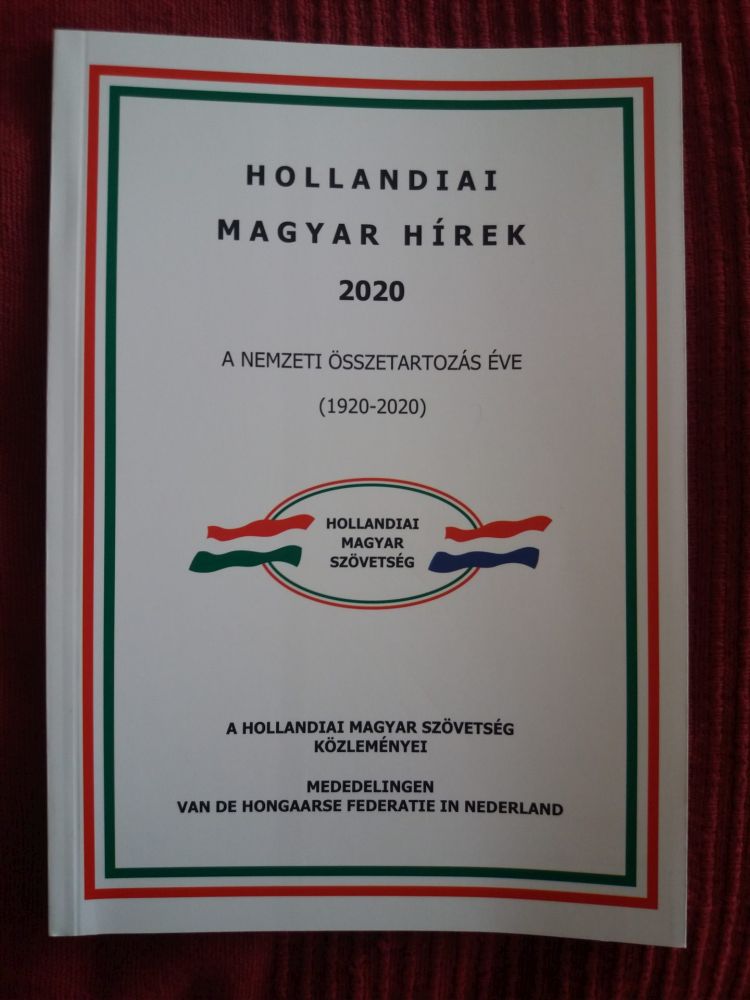 HOLLANDIAI
MAGYAR HÍREK
2020
A NEMZETI ÖSSZETARTOZÁS ÉVE
(1920-2020)
HOLLANDIAI
MAGYAR
SZÖVETSÉG
A HOLLANDIAI MAGYAR SZÖVETSÉG
KÖZLEMÉNYEI
MEDEDELINGEN
VAN DE HONGAARSE FEDERATIE IN NEDERLAND